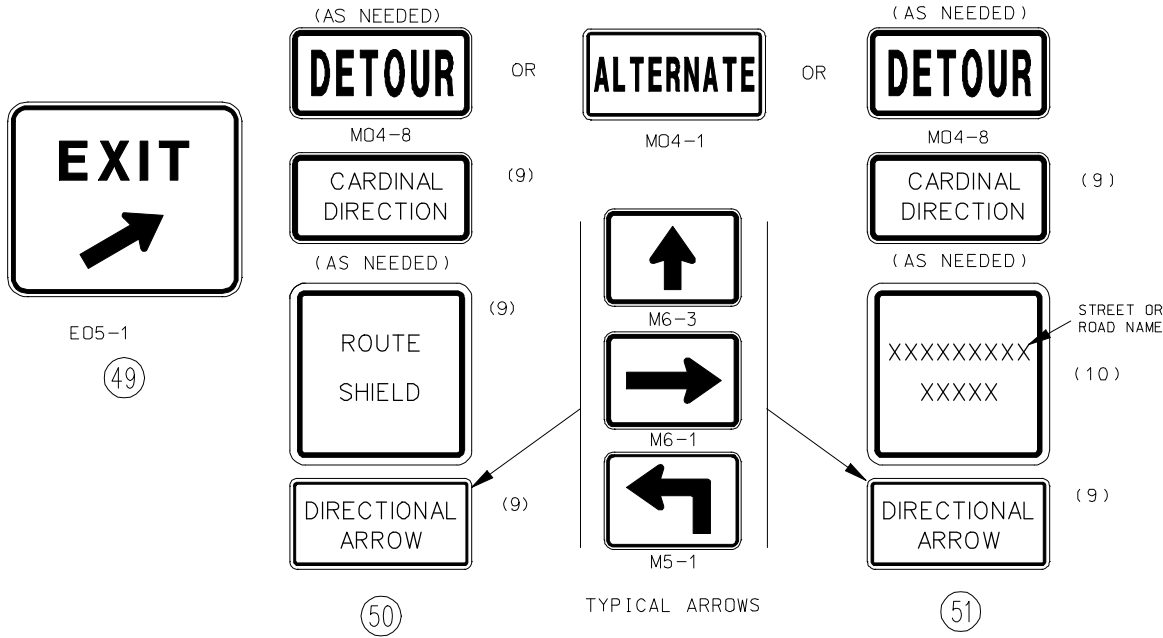 EXIT
E05-1
49
(AS NEEDED)
DETOUR
M04-8
CARDINAL
DIRECTION
(9)
(AS NEEDED)
ROUTE
SHIELD
(9)
DIRECTIONAL
ARROW
(9)
50
OR
ALTERNATE
M04-1
OR
M6-3
M6-1
M5-1
TYPICAL ARROWS
(AS NEEDED)
DETOUR
M04-8
CARDINAL
DIRECTION
(9)
(AS NEEDED)
XXXXXXXXX
XXXXX
STREET OR
ROAD NAME
(10)
DIRECTIONAL
ARROW
(9)
51